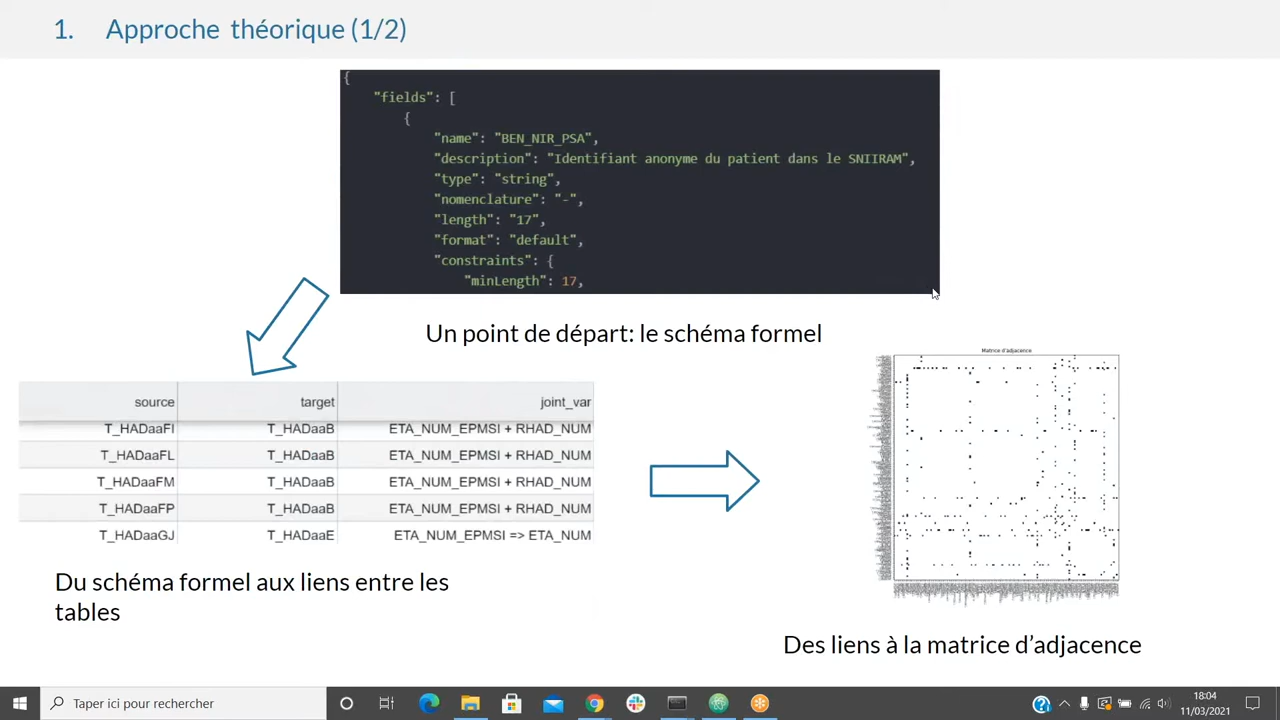 1. Approche théorique (1/2)
{
"fields": [
{
"name": "BEN_NIR_PSA",
"description": "Identifiant anonyme du patient dans le SNIIRAM",
"type": "string",
"nomenclature": "-",
"length": "17",
"format": "default",
"constraints": {
"minLength": 17,
Un point de départ: le schéma formel
source target joint_var
T_HADaaFI T_HADaaB ETA_NUM_EPMSI + RHAD_NUM
T_HADaaFL T_HADaaB ETA_NUM_EPMSI + RHAD_NUM
T_HADaaFM T_HADaaB ETA_NUM_EPMSI + RHAD_NUM
T_HADaaFP T_HADaaB ETA_NUM_EPMSI + RHAD_NUM
T_HADaaGJ T_HADaaE ETA_NUM_EPMSI => ETA_NUM
Du schéma formel aux liens entre les
tables
Matrice d'adjacence
Des liens à la matrice d’adjacence
Taper ici pour rechercher
18:04
11/03/2021